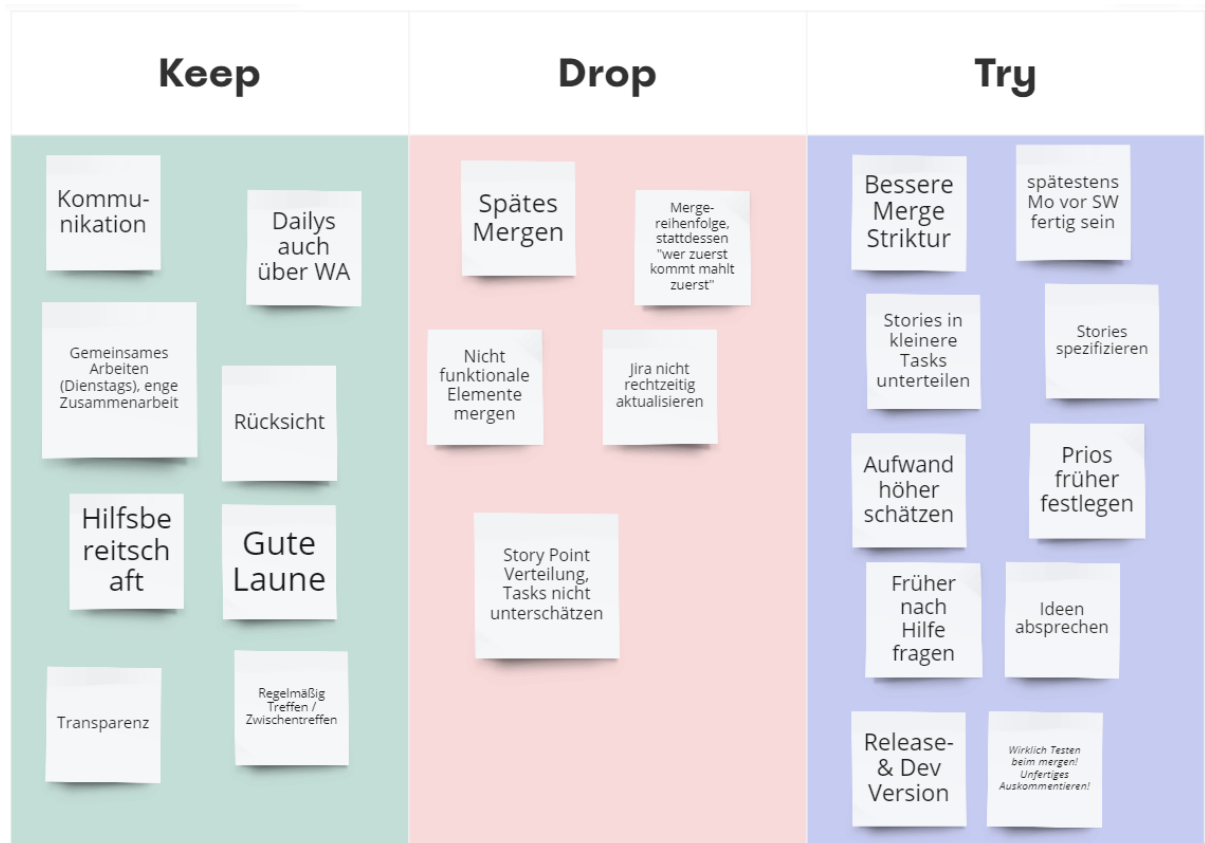 Keep
Kommu-
nikation
Dailys
auch
über WA
Gemeinsames
Arbeiten
(Dienstags), enge
Zusammenarbeit
Rücksicht
Hilfsbe
reitsch
aft
Gute
Laune
Transparenz
Regelmäßig
Treffen /
Zwischentreffen
Drop
Spätes
Mergen
Merge-
reihenfolge,
stattdessen
"wer zuerst
kommt mahlt
zuerst"
Nicht
funktionale
Elemente
mergen
Jira nicht
rechtzeitig
aktualisieren
Story Point
Verteilung,
Tasks nicht
unterschätzen
Try
Bessere
Merge
Striktur
spätestens
Mo vor SW
fertig sein
Stories in
kleinere
Tasks
unterteilen
Stories
spezifizieren
Aufwand
höher
schätzen
Prios
früher
festlegen
Früher
nach
Hilfe
fragen
Ideen
absprechen
Release-
& Dev
Version
Wirklich Testen
beim mergen!
Unfertiges
Auskommentieren!